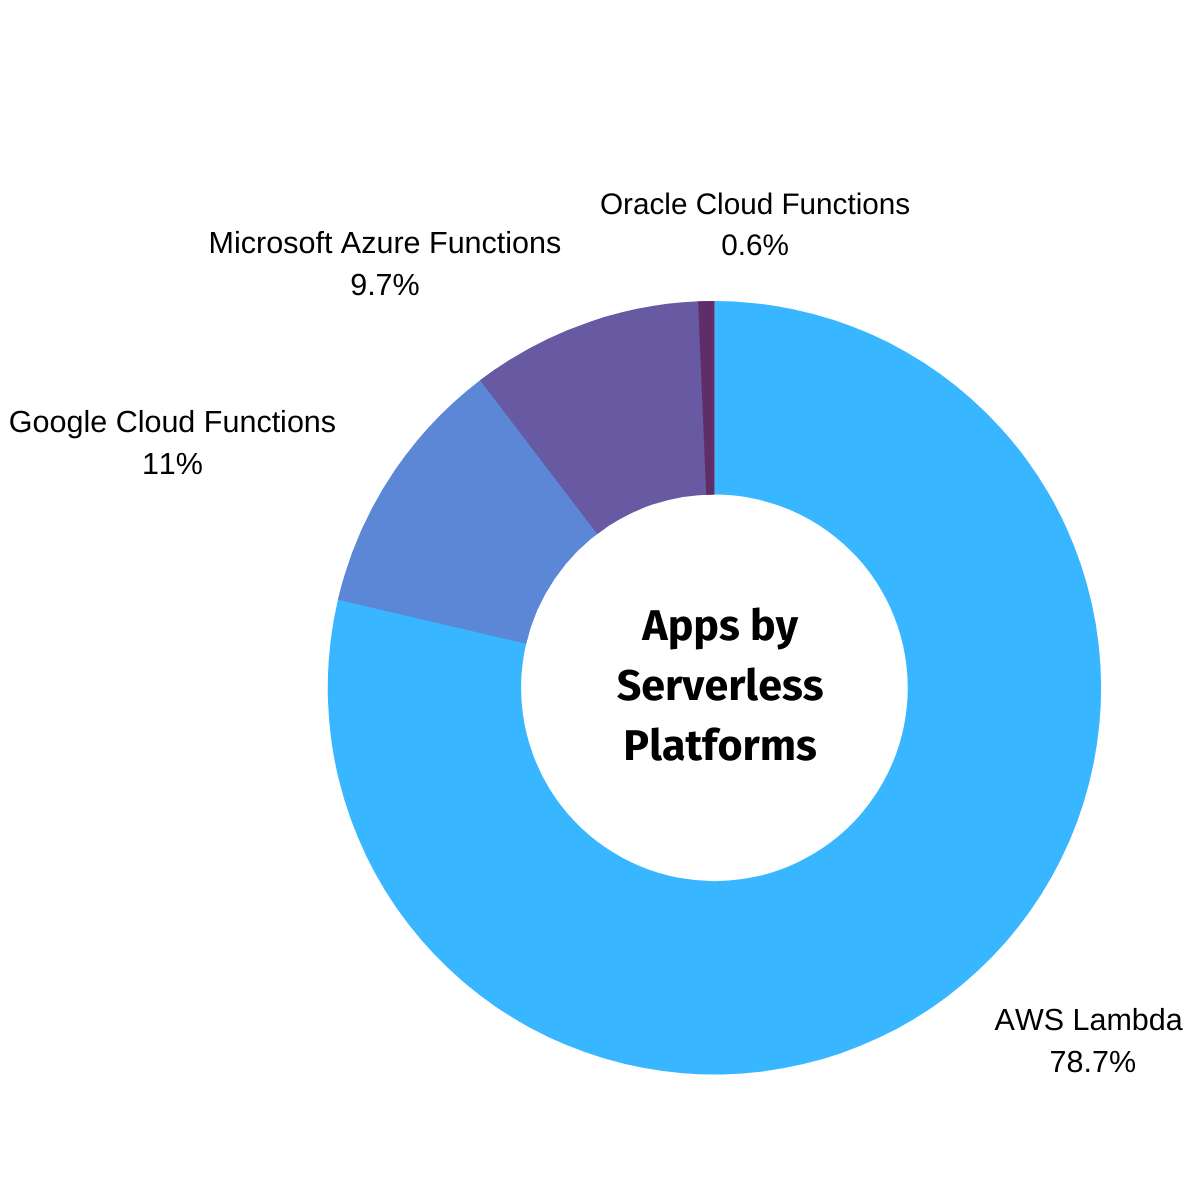 Oracle Cloud Functions
0.6%
Microsoft Azure Functions
9.7%
Google Cloud Functions
11%
Apps by
Serverless
Platforms
AWS Lambda
78.7%